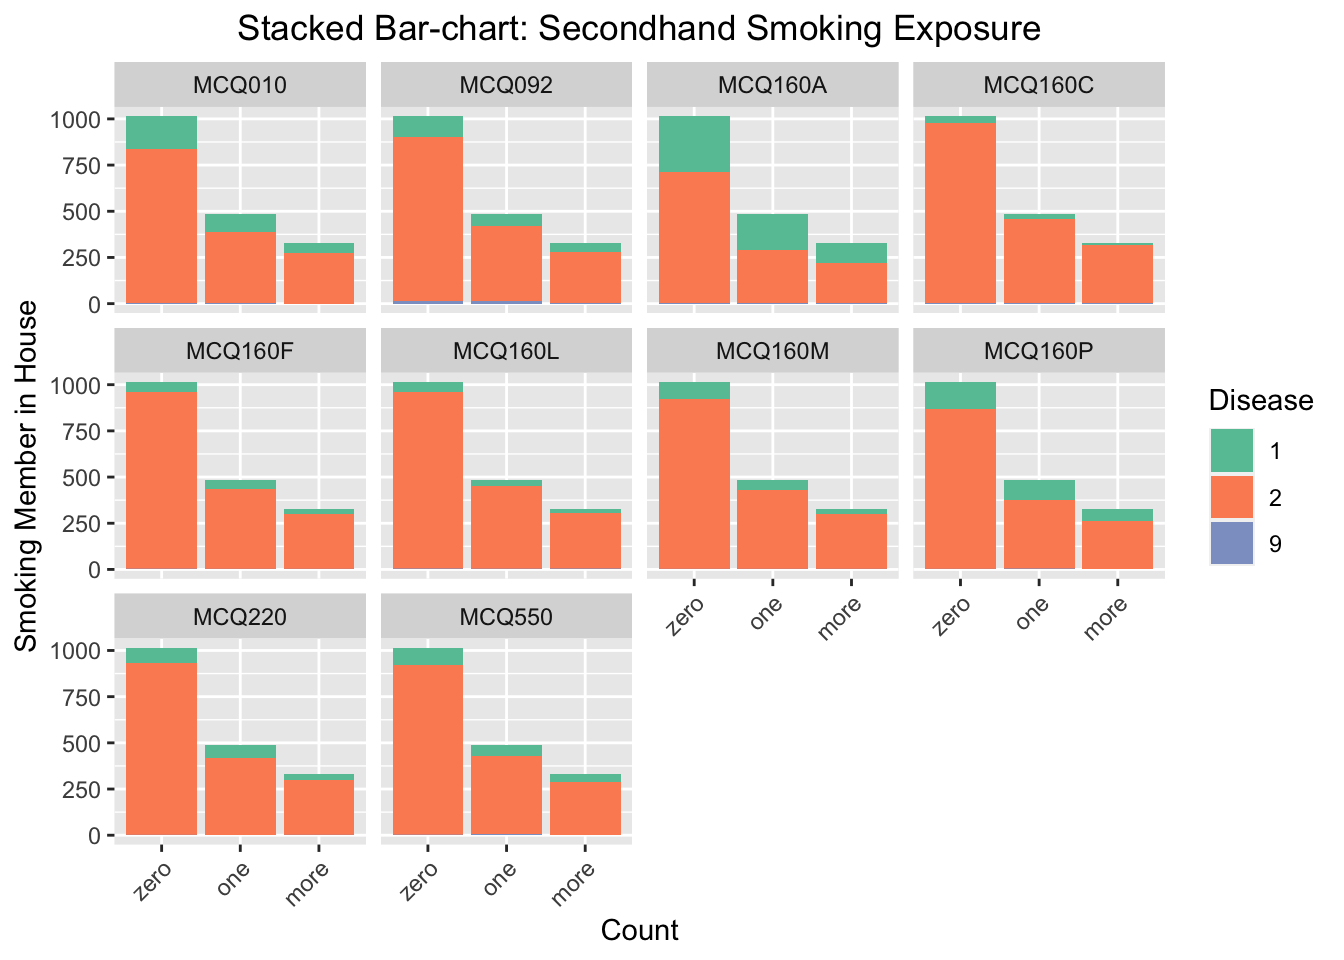 Stacked Bar-chart: Secondhand Smoking Exposure
MCQ010 MCQ092 MCQ160A MCQ160C
1000
750
500
250
0
MCQ160F MCQ160L MCQ160M MCQ160P
1000
750
500
250
0
zero one more zero one more
MCQ220 MCQ550
1000
750
500
250
0
zero one more zero one more
Count
Smoking Member in House
Disease
1
2
9